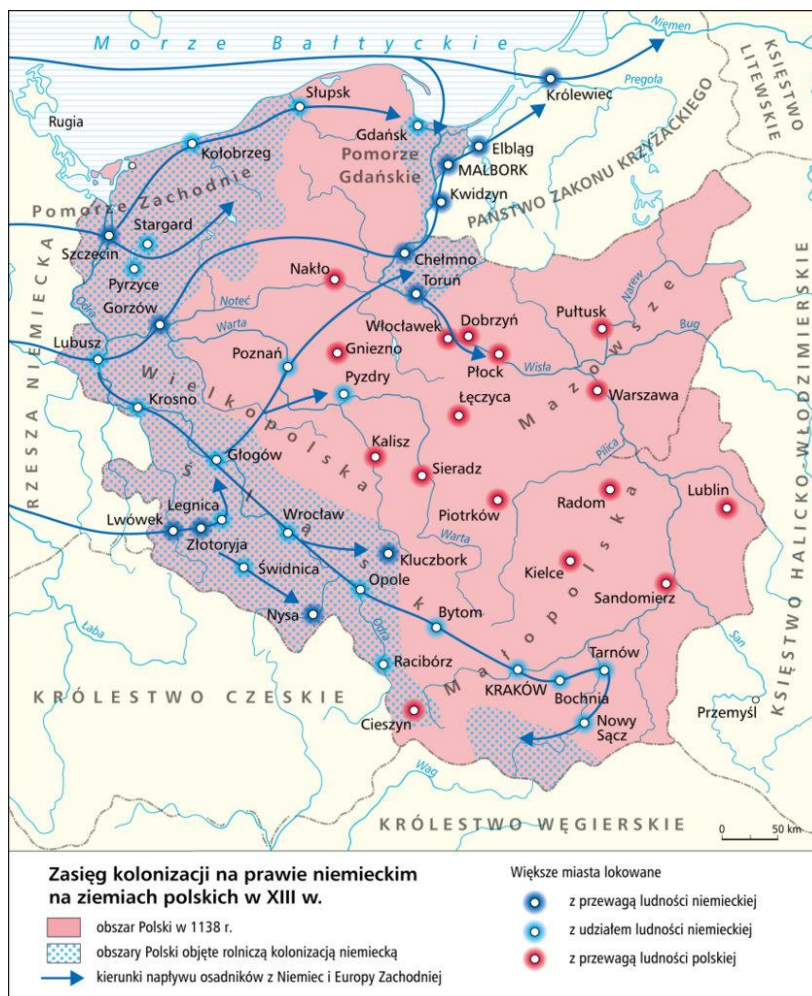 Morze Bałtyckie
Niemen
KSIĘSTWO
LITEWSKIE
Rugia
Słupsk
Królewiec
Pregoła
Kołobrzeg
Gdańsk
Elbląg
Pomorze
Gdańskie
MALBORK
PAŃSTWO ZAKONU KRZYŻACKIEGO
Kwidzyn
Pomorze Zachodnie
Stargard
Szczecin
Pyrzyce
Chełmno
Nakło
Toruń
Odra
Gorzów
Noteć
Narew
Pułtusk
Dobrzyń
Włocławek
Bug
Lubusz
Warta
Poznań
Gniezno
Płock
Wisła
Mazowsze
RZESZA NIEMIECKA
Krosno
Wielkopolska
Pyzdry
Łęczyca
Warszawa
KSIĘSTWO HALICKO-WŁODZIMIERSKIE
Kalisz
Głogów
Sieradz
Pilica
Śląsk
Legnica
Wrocław
Piotrków
Radom
Lublin
Lwówek
Złotoryja
Warta
Kluczbork
Świdnica
Opole
Kielce
Sandomierz
Nysa
Małopolska
Bytom
Łaba
Odra
San
Racibórz
Tarnów
KRÓLESTWO CZESKIE
KRAKÓW
Bochnia
Przemyśl
Cieszyn
Nowy
Sącz
Wag
KRÓLESTWO WĘGIERSKIE
0 50 km
Zasięg kolonizacji na prawie niemieckim
na ziemiach polskich w XIII w.
obszar Polski w 1138 r.
obszary Polski objęte rolniczą kolonizacją niemiecką
kierunki napływu osadników z Niemiec i Europy Zachodniej
Większe miasta lokowane
z przewagą ludności niemieckiej
z udziałem ludności niemieckiej
z przewagą ludności polskiej